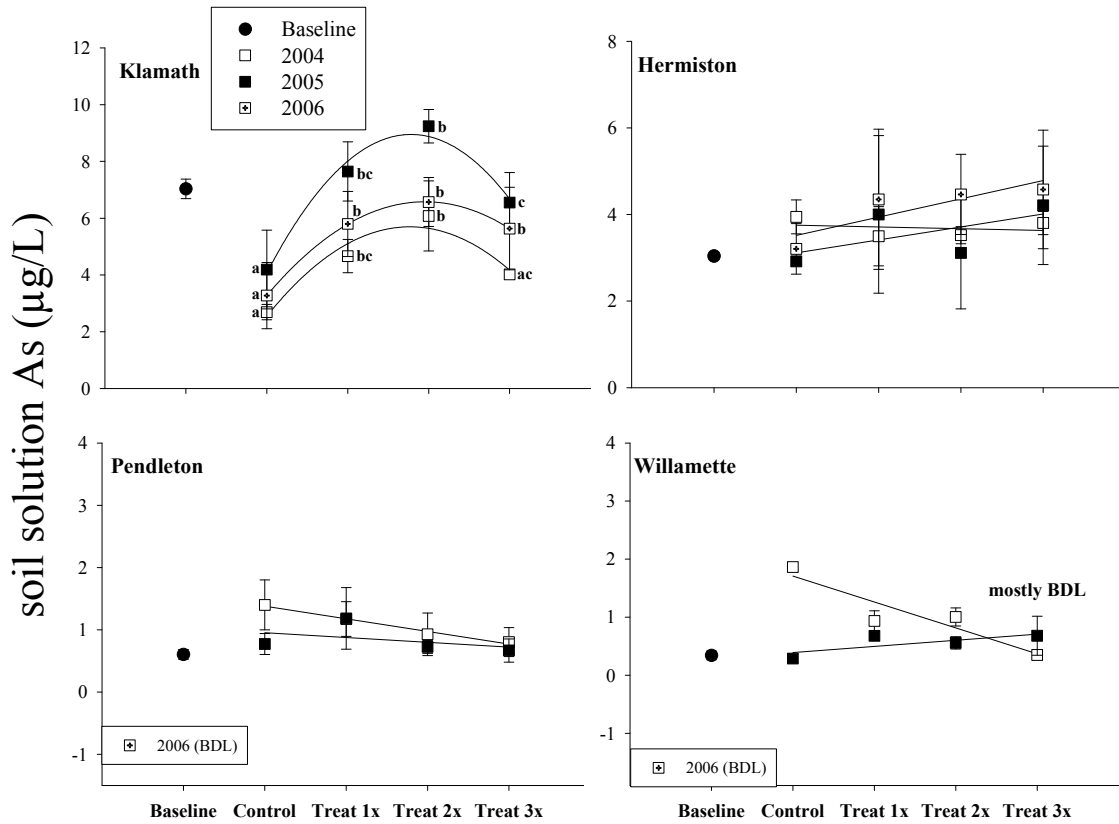 Baseline
2004
2005
2006
Klamath
12
10
8
6
4
2
0
a
a
a
bc
b
bc
b
b
b
c
b
ac
Hermiston
8
6
4
2
0
soil solution As (µg/L)
Pendleton
4
3
2
1
0
-1
2006 (BDL)
Baseline Control Treat 1x Treat 2x Treat 3x
Willamette
4
3
2
1
0
-1
mostly BDL
2006 (BDL)
Baseline Control Treat 1x Treat 2x Treat 3x